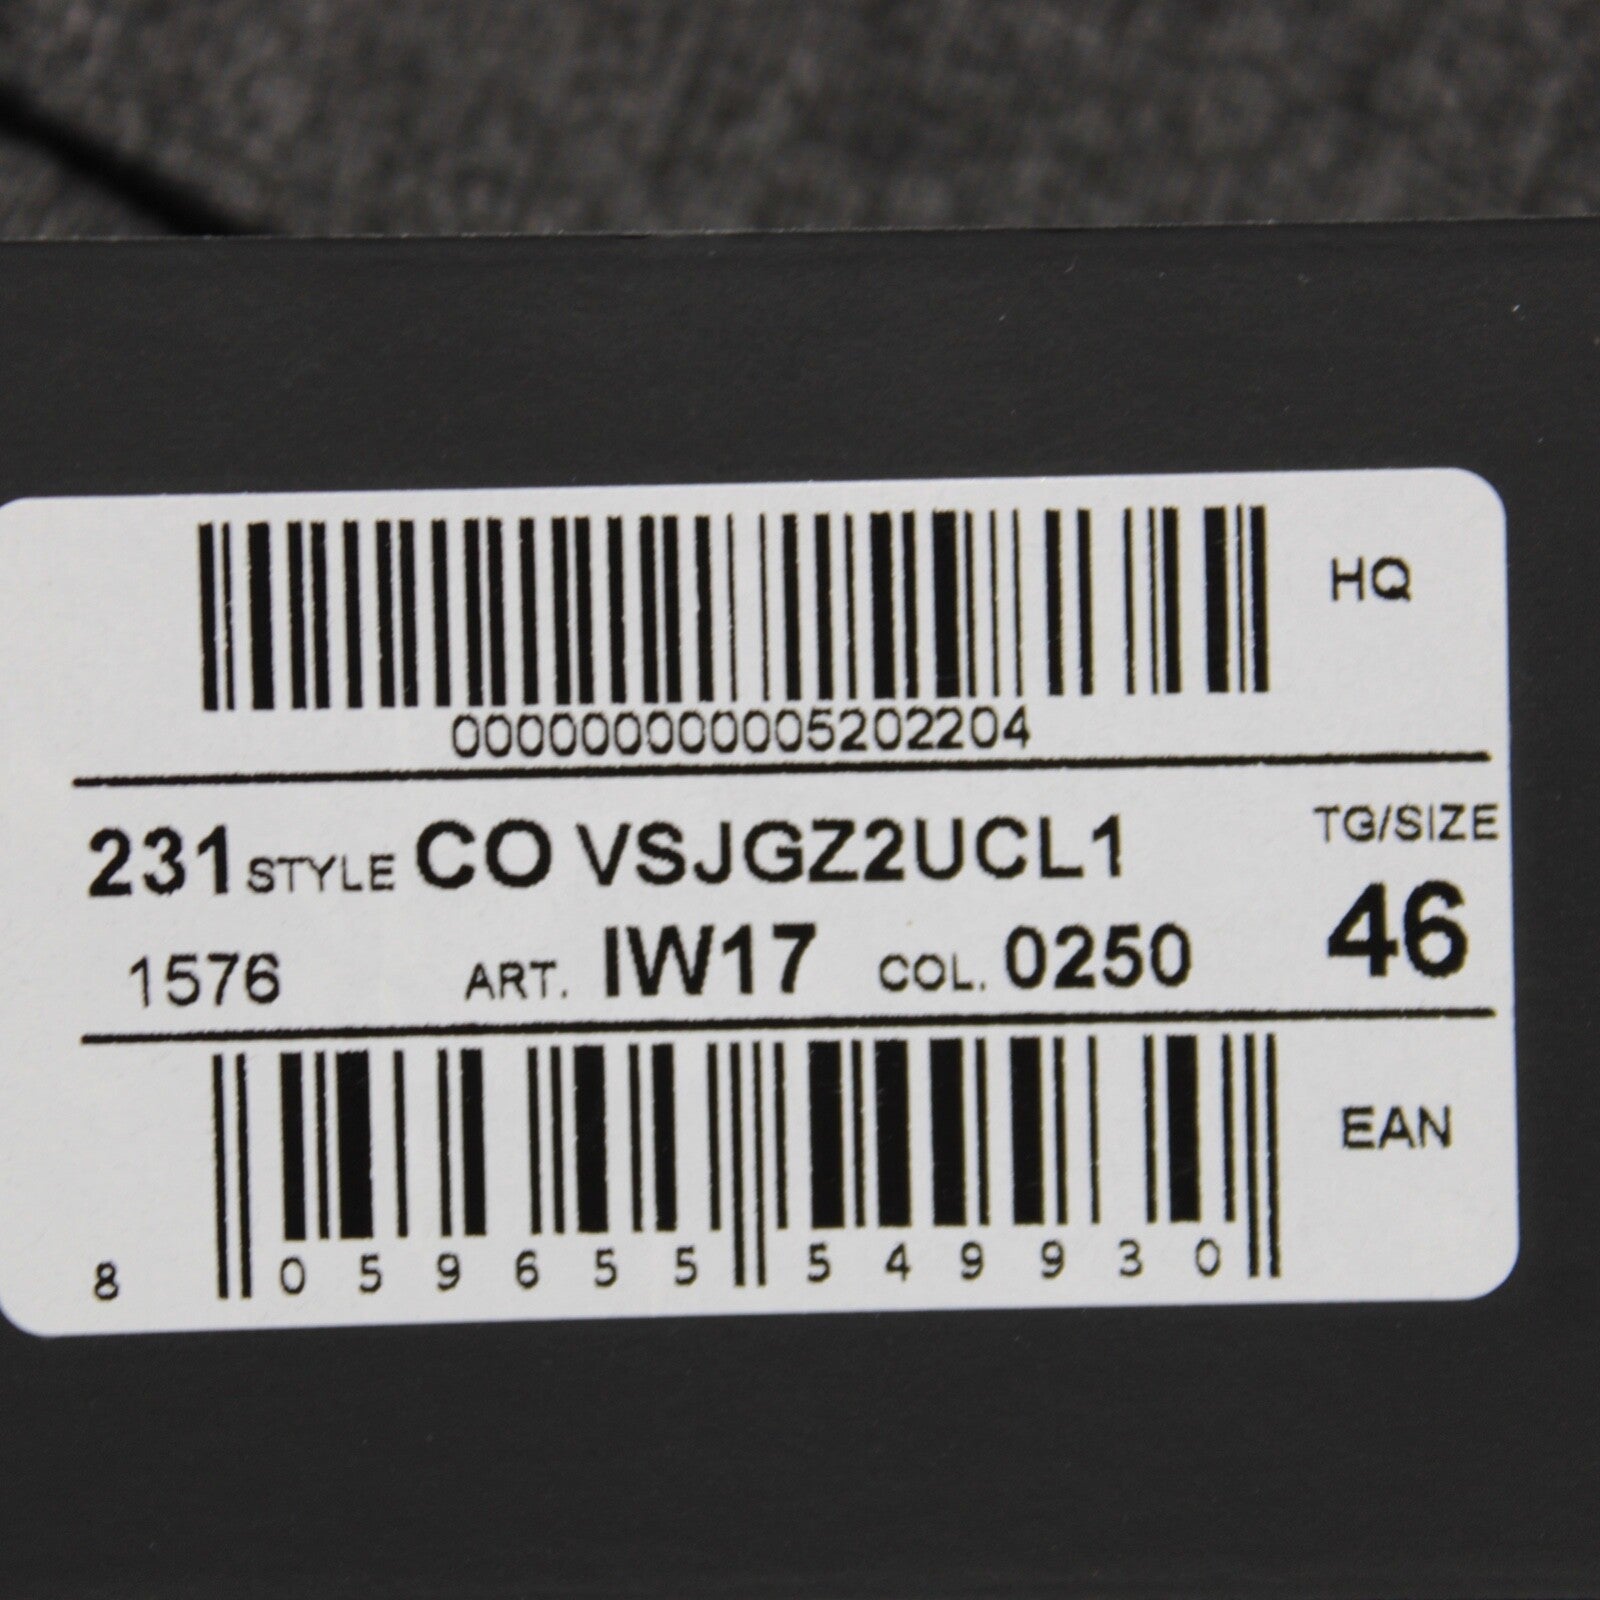 HQ
000000000005202204
231 STYLE CO VSJGZ2UCL1
TG/SIZE
1576 ART. IW17 COL. 0250
46
EAN
8 059655 549930